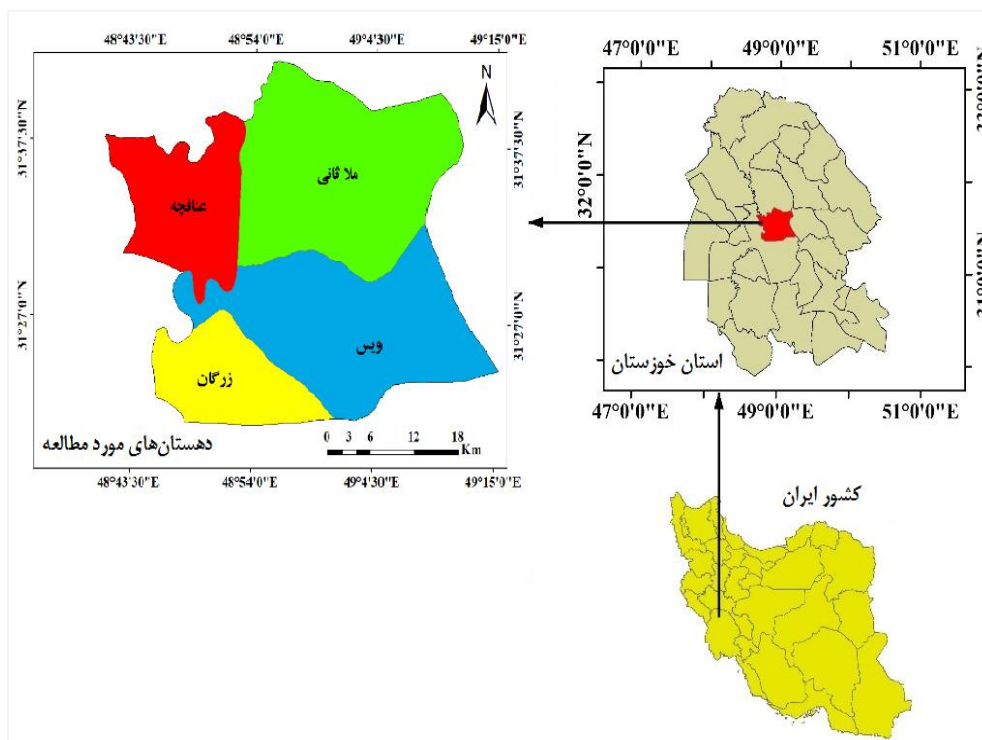 48°43'30"E 48°54'0"E 49°4'30"E 49°15'0"E
31°37'30"N
31°27'0"N
N
31°37'30"N
31°27'0"N
ملا ثانی
عنافچه
ویس
زرگان
دهستان‌های مورد مطالعه
0 3 6 12 18
Km
48°43'30"E 48°54'0"E 49°4'30"E 49°15'0"E
47°0'0"E 49°0'0"E 51°0'0"E
32°0'0"N
استان خوزستان
47°0'0"E 49°0'0"E 51°0'0"E
کشور ایران